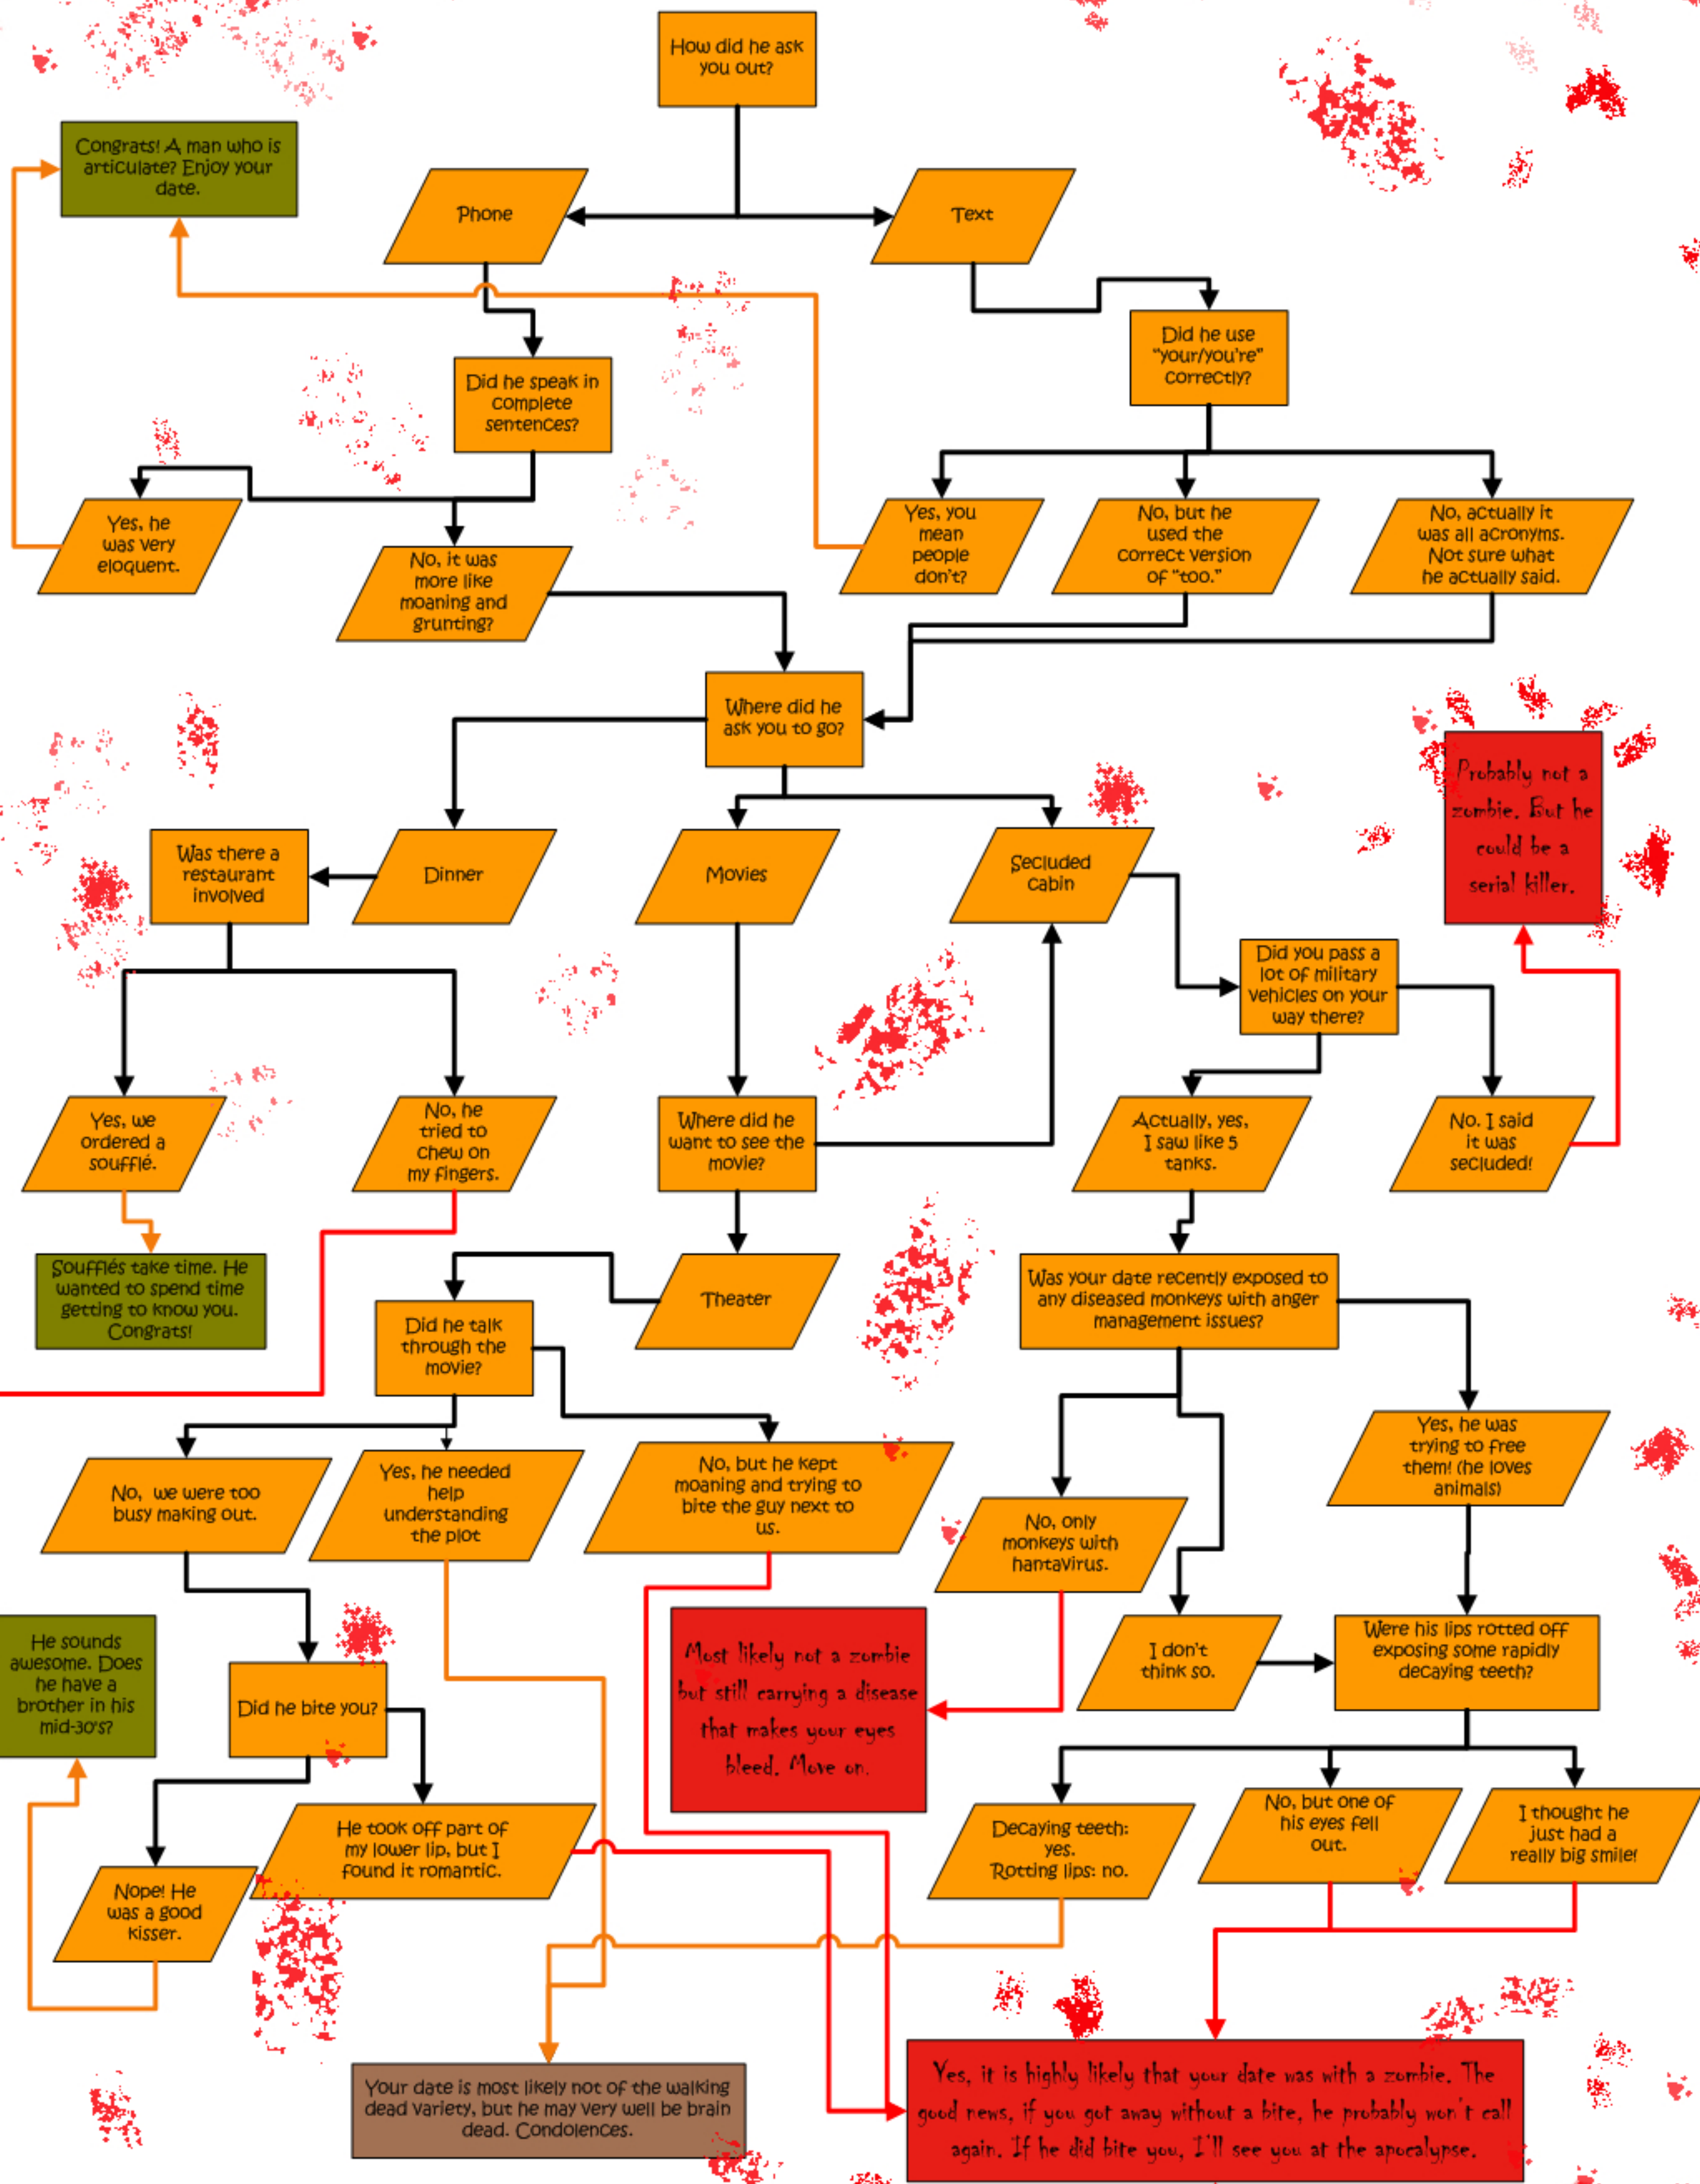 How did he ask
you out?
Congrats! A man who is
articulate? Enjoy your
date.
Phone
Text
Did he use
"your/you're"
correctly?
Did he speak in
complete
sentences?
Yes, he
was very
eloquent.
No, it was
more like
moaning and
grunting?
Yes, you
mean
people
don't?
No, but he
used the
correct version
of "too."
No, actually it
was all acronyms.
Not sure what
he actually said.
Where did he
ask you to go?
Probably not a
zombie. But he
could be a
serial killer.
Was there a
restaurant
involved
Dinner
Movies
Secluded
cabin
Did you pass a
lot of military
vehicles on your
way there?
Yes, we
ordered a
soufflé.
No, he
tried to
chew on
my fingers.
Where did he
want to see the
movie?
Actually, yes,
I saw like 5
tanks.
No. I said
it was
secluded!
Soufflés take time. He
wanted to spend time
getting to know you.
Congrats!
Theater
Was your date recently exposed to
any diseased monkeys with anger
management issues?
Did he talk
through the
movie?
No, we were too
busy making out.
Yes, he needed
help
understanding
the plot
No, but he kept
moaning and trying to
bite the guy next to
us.
Yes, he was
trying to free
them! (he loves
animals)
No, only
monkeys with
hantavirus.
He sounds
awesome. Does
he have a
brother in his
mid-30's?
Did he bite you?
Most likely not a zombie
but still carrying a disease
that makes your eyes
bleed. Move on.
I don't
think so.
Were his lips rotted off
exposing some rapidly
decaying teeth?
He took off part of
my lower lip, but I
found it romantic.
Decaying teeth:
yes.
Rotting lips: no.
No, but one of
his eyes fell
out.
I thought he
just had a
really big smile!
Nope! He
was a good
kisser.
Your date is most likely not of the walking
dead variety, but he may very well be brain
dead. Condolences.
Yes, it is highly likely that your date was with a zombie. The
good news, if you got away without a bite, he probably won't call
again. If he did bite you, I'll see you at the apocalypse.